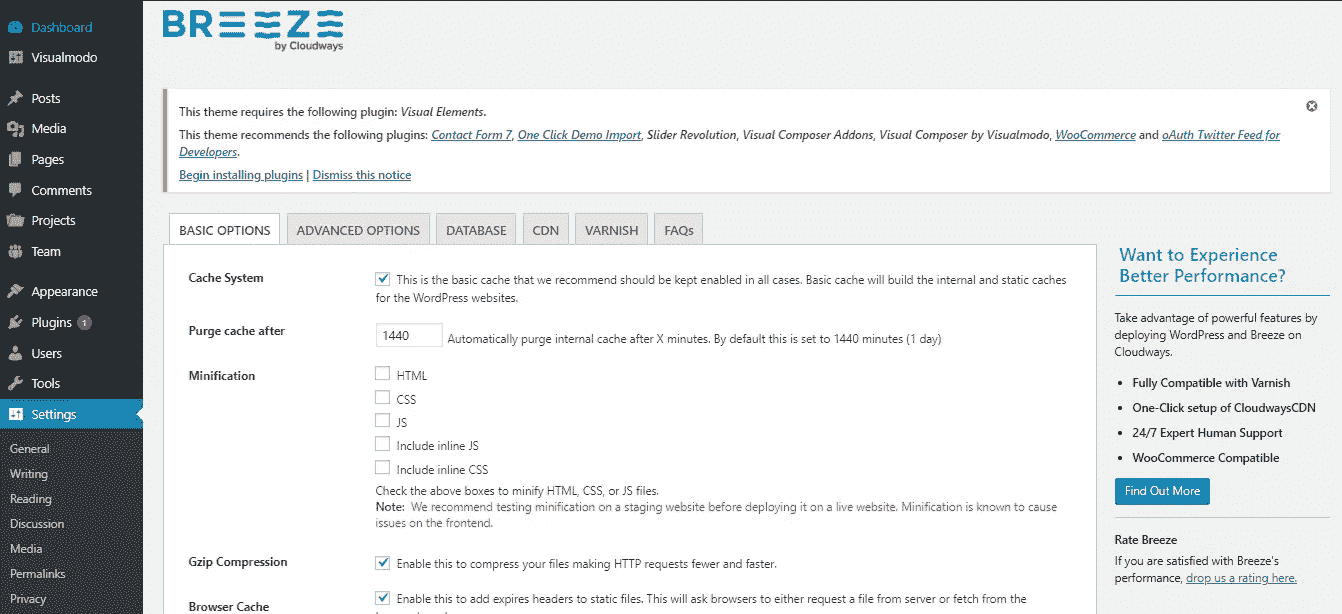 Dashboard
Visualmodo
Posts
Media
Pages
Comments
Projects
Team
Appearance
Plugins 1
Users
Tools
Settings
General
Writing
Reading
Discussion
Media
Permalinks
Privacy
BREEZE
by Cloudways
This theme requires the following plugin: Visual Elements.
This theme recommends the following plugins: Contact Form 7, One Click Demo Import, Slider Revolution, Visual Composer Addons, Visual Composer by Visualmodo, WooCommerce and oAuth Twitter Feed for
Developers.
Begin installing plugins | Dismiss this notice
BASIC OPTIONS
ADVANCED OPTIONS
DATABASE
CDN
VARNISH
FAQs
Cache System
This is the basic cache that we recommend should be kept enabled in all cases. Basic cache will build the internal and static caches
for the WordPress websites.
Purge cache after
1440
Automatically purge internal cache after X minutes. By default this is set to 1440 minutes (1 day)
Minification
HTML
CSS
JS
Include inline JS
Include inline CSS
Check the above boxes to minify HTML, CSS, or JS files.
Note: We recommend testing minification on a staging website before deploying it on a live website. Minification is known to cause
issues on the frontend.
Gzip Compression
Enable this to compress your files making HTTP requests fewer and faster.
Browser Cache
Enable this to add expires headers to static files. This will ask browsers to either request a file from server or fetch from the
Want to Experience
Better Performance?
Take advantage of powerful features by
deploying WordPress and Breeze on
Cloudways.
Fully Compatible with Varnish
One-Click setup of CloudwaysCDN
24/7 Expert Human Support
WooCommerce Compatible
Find Out More
Rate Breeze
If you are satisfied with Breeze's
performance, drop us a rating here.